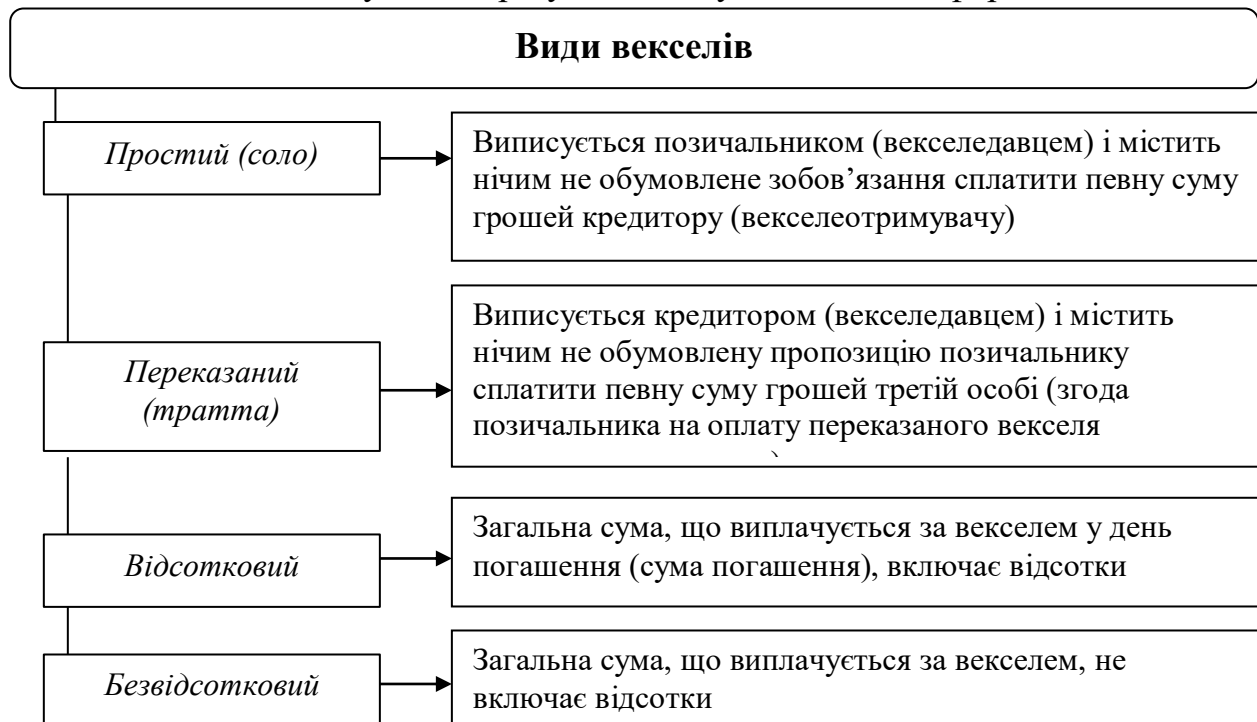 Види векселів
Простий (соло)
Виписується позичальником (векселедавцем) і містить
нічим не обумовлене зобов’язання сплатити певну суму
грошей кредитору (векселеотримувачу)
Переказаний
(тратта)
Виписується кредитором (векселедавцем) і містить
нічим не обумовлену пропозицію позичальнику
сплатити певну суму грошей третій особі (згода
позичальника на оплату переказаного векселя
Відсотковий
Загальна сума, що виплачується за векселем у день
погашення (сума погашення), включає відсотки
Безвідсотковий
Загальна сума, що виплачується за векселем, не
включає відсотки